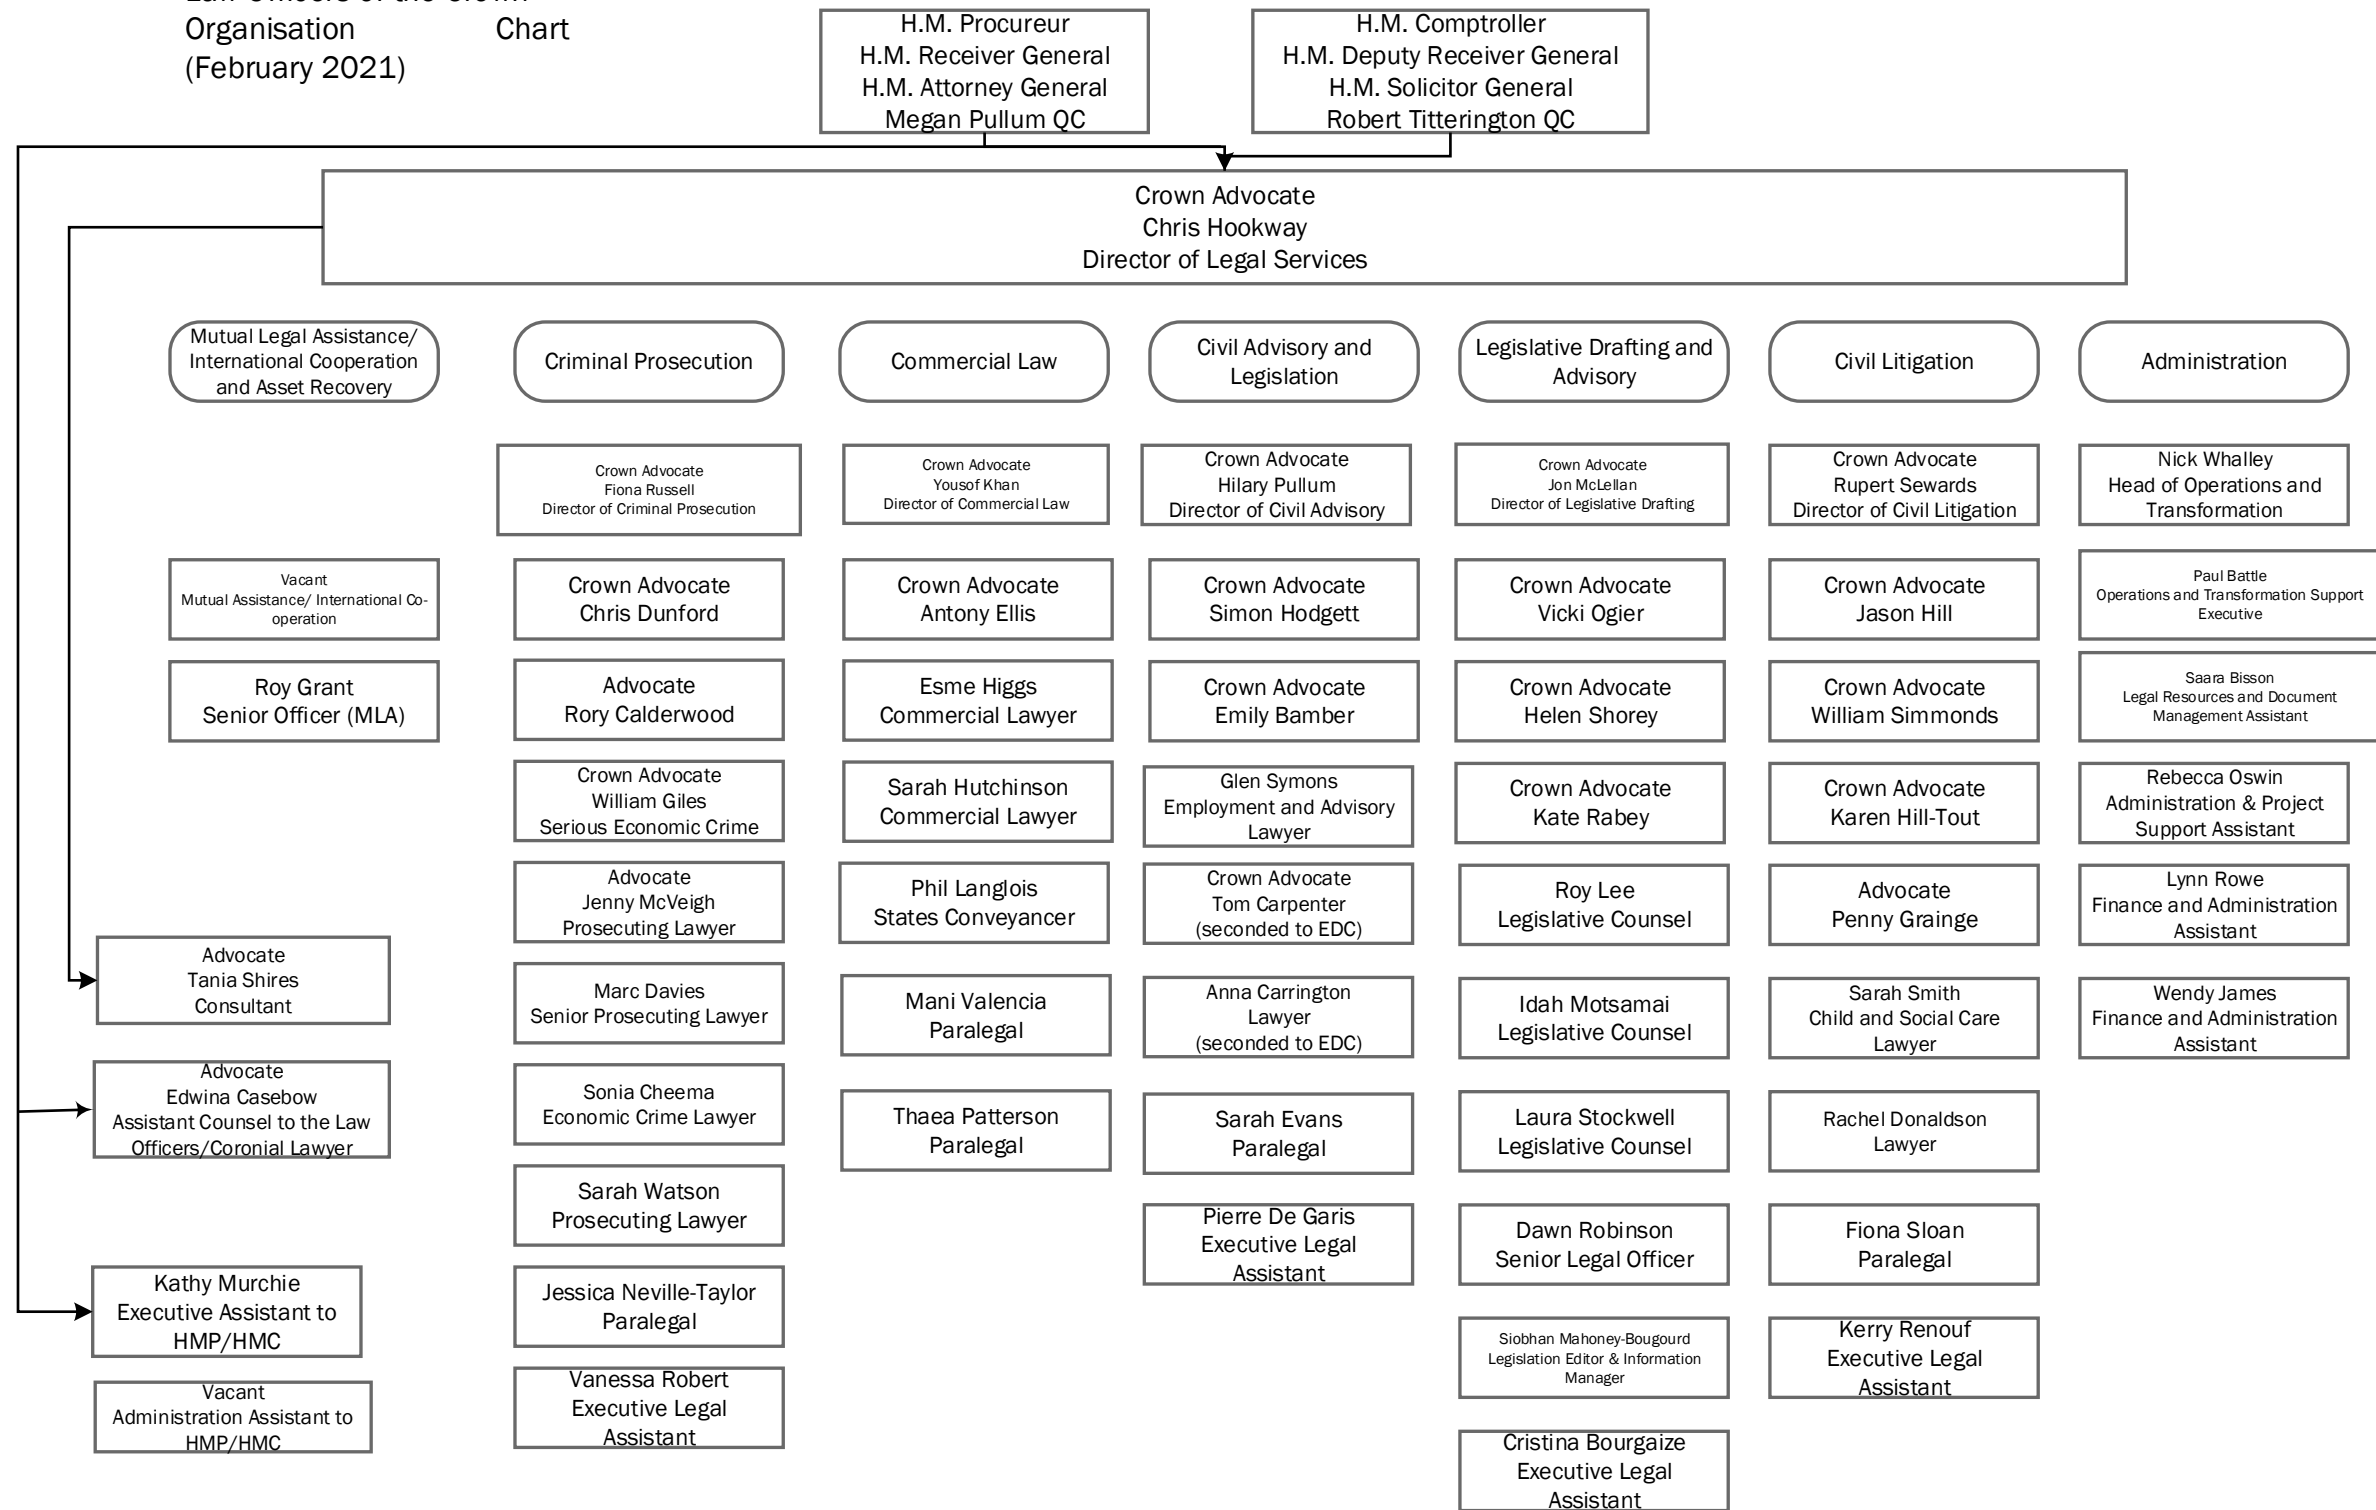 Organisation Chart
(February 2021)
H.M. Procureur
H.M. Receiver General
H.M. Attorney General
Megan Pullum QC
H.M. Comptroller
H.M. Deputy Receiver General
H.M. Solicitor General
Robert Titterington QC
Crown Advocate
Chris Hookway
Director of Legal Services
Mutual Legal Assistance/
International Cooperation
and Asset Recovery
Criminal Prosecution
Commercial Law
Civil Advisory and
Legislation
Legislative Drafting and
Advisory
Civil Litigation
Administration
Vacant
Mutual Assistance/ International Co-
operation
Roy Grant
Senior Officer (MLA)
Advocate
Tania Shires
Consultant
Advocate
Edwina Casebow
Assistant Counsel to the Law
Officers/Coronial Lawyer
Kathy Murchie
Executive Assistant to
HMP/HMC
Vacant
Administration Assistant to
HMP/HMC
Crown Advocate
Fiona Russell
Director of Criminal Prosecution
Crown Advocate
Chris Dunford
Advocate
Rory Calderwood
Crown Advocate
William Giles
Serious Economic Crime
Advocate
Jenny McVeigh
Prosecuting Lawyer
Marc Davies
Senior Prosecuting Lawyer
Sonia Cheema
Economic Crime Lawyer
Sarah Watson
Prosecuting Lawyer
Jessica Neville-Taylor
Paralegal
Vanessa Robert
Executive Legal
Assistant
Crown Advocate
Yousof Khan
Director of Commercial Law
Crown Advocate
Antony Ellis
Esme Higgs
Commercial Lawyer
Sarah Hutchinson
Commercial Lawyer
Phil Langlois
States Conveyancer
Mani Valencia
Paralegal
Thaea Patterson
Paralegal
Crown Advocate
Hilary Pullum
Director of Civil Advisory
Crown Advocate
Simon Hodgett
Crown Advocate
Emily Bamber
Glen Symons
Employment and Advisory
Lawyer
Crown Advocate
Tom Carpenter
(seconded to EDC)
Anna Carrington
Lawyer
(seconded to EDC)
Sarah Evans
Paralegal
Pierre De Garis
Executive Legal
Assistant
Crown Advocate
Jon McLellan
Director of Legislative Drafting
Crown Advocate
Vicki Ogier
Crown Advocate
Helen Shorey
Crown Advocate
Kate Rabey
Roy Lee
Legislative Counsel
Idah Motsamai
Legislative Counsel
Laura Stockwell
Legislative Counsel
Dawn Robinson
Senior Legal Officer
Siobhan Mahoney-Bougourd
Legislation Editor & Information
Manager
Cristina Bourgaize
Executive Legal
Assistant
Crown Advocate
Rupert Sewards
Director of Civil Litigation
Crown Advocate
Jason Hill
Crown Advocate
William Simmonds
Crown Advocate
Karen Hill-Tout
Advocate
Penny Grainge
Sarah Smith
Child and Social Care
Lawyer
Rachel Donaldson
Lawyer
Fiona Sloan
Paralegal
Kerry Renouf
Executive Legal
Assistant
Nick Whalley
Head of Operations and
Transformation
Paul Battle
Operations and Transformation Support
Executive
Saara Bisson
Legal Resources and Document
Management Assistant
Rebecca Oswin
Administration & Project
Support Assistant
Lynn Rowe
Finance and Administration
Assistant
Wendy James
Finance and Administration
Assistant